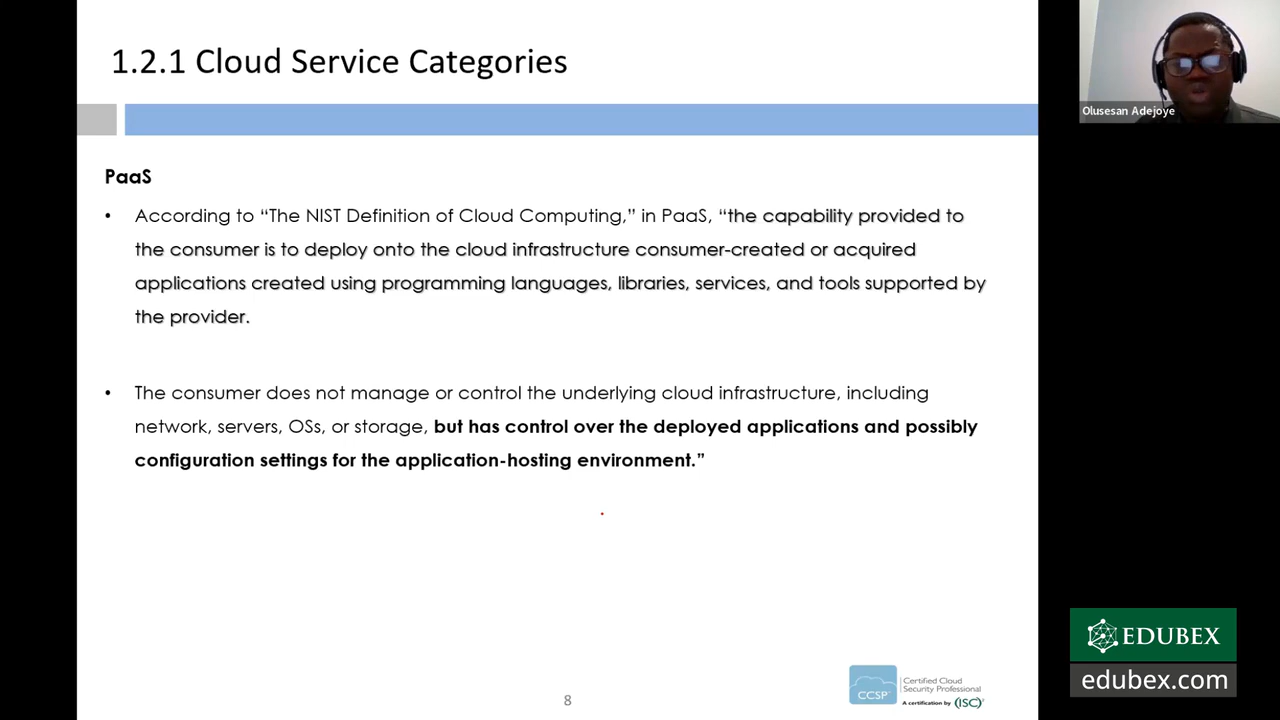 1.2.1 Cloud Service Categories
Olusesan Adejoye
PaaS
• According to “The NIST Definition of Cloud Computing,” in PaaS, “the capability provided to
the consumer is to deploy onto the cloud infrastructure consumer-created or acquired
applications created using programming languages, libraries, services, and tools supported by
the provider.
• The consumer does not manage or control the underlying cloud infrastructure, including
network, servers, OSs, or storage, but has control over the deployed applications and possibly
configuration settings for the application-hosting environment.”
8
CCSP
Certified Cloud
Security Professional
A certification by (ISC)²
EDUBEX
edubex.com